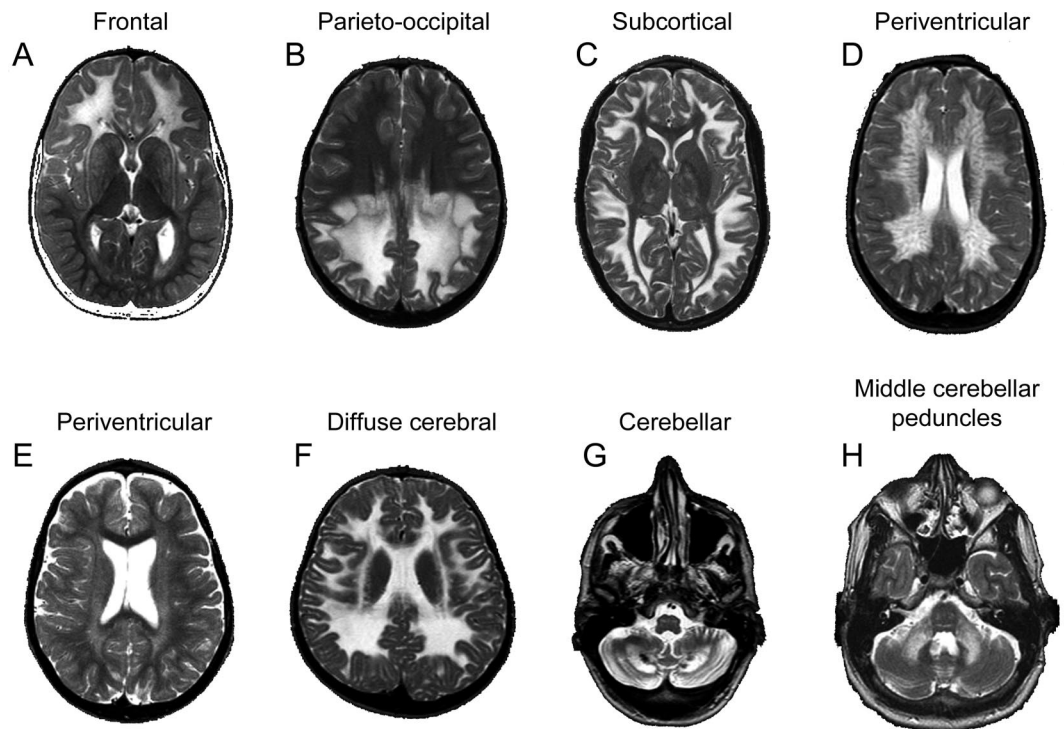 Frontal
Parieto-occipital
Subcortical
Periventricular
A
B
C
D
Periventricular
Diffuse cerebral
Cerebellar
Middle cerebellar
peduncles
E
F
G
H